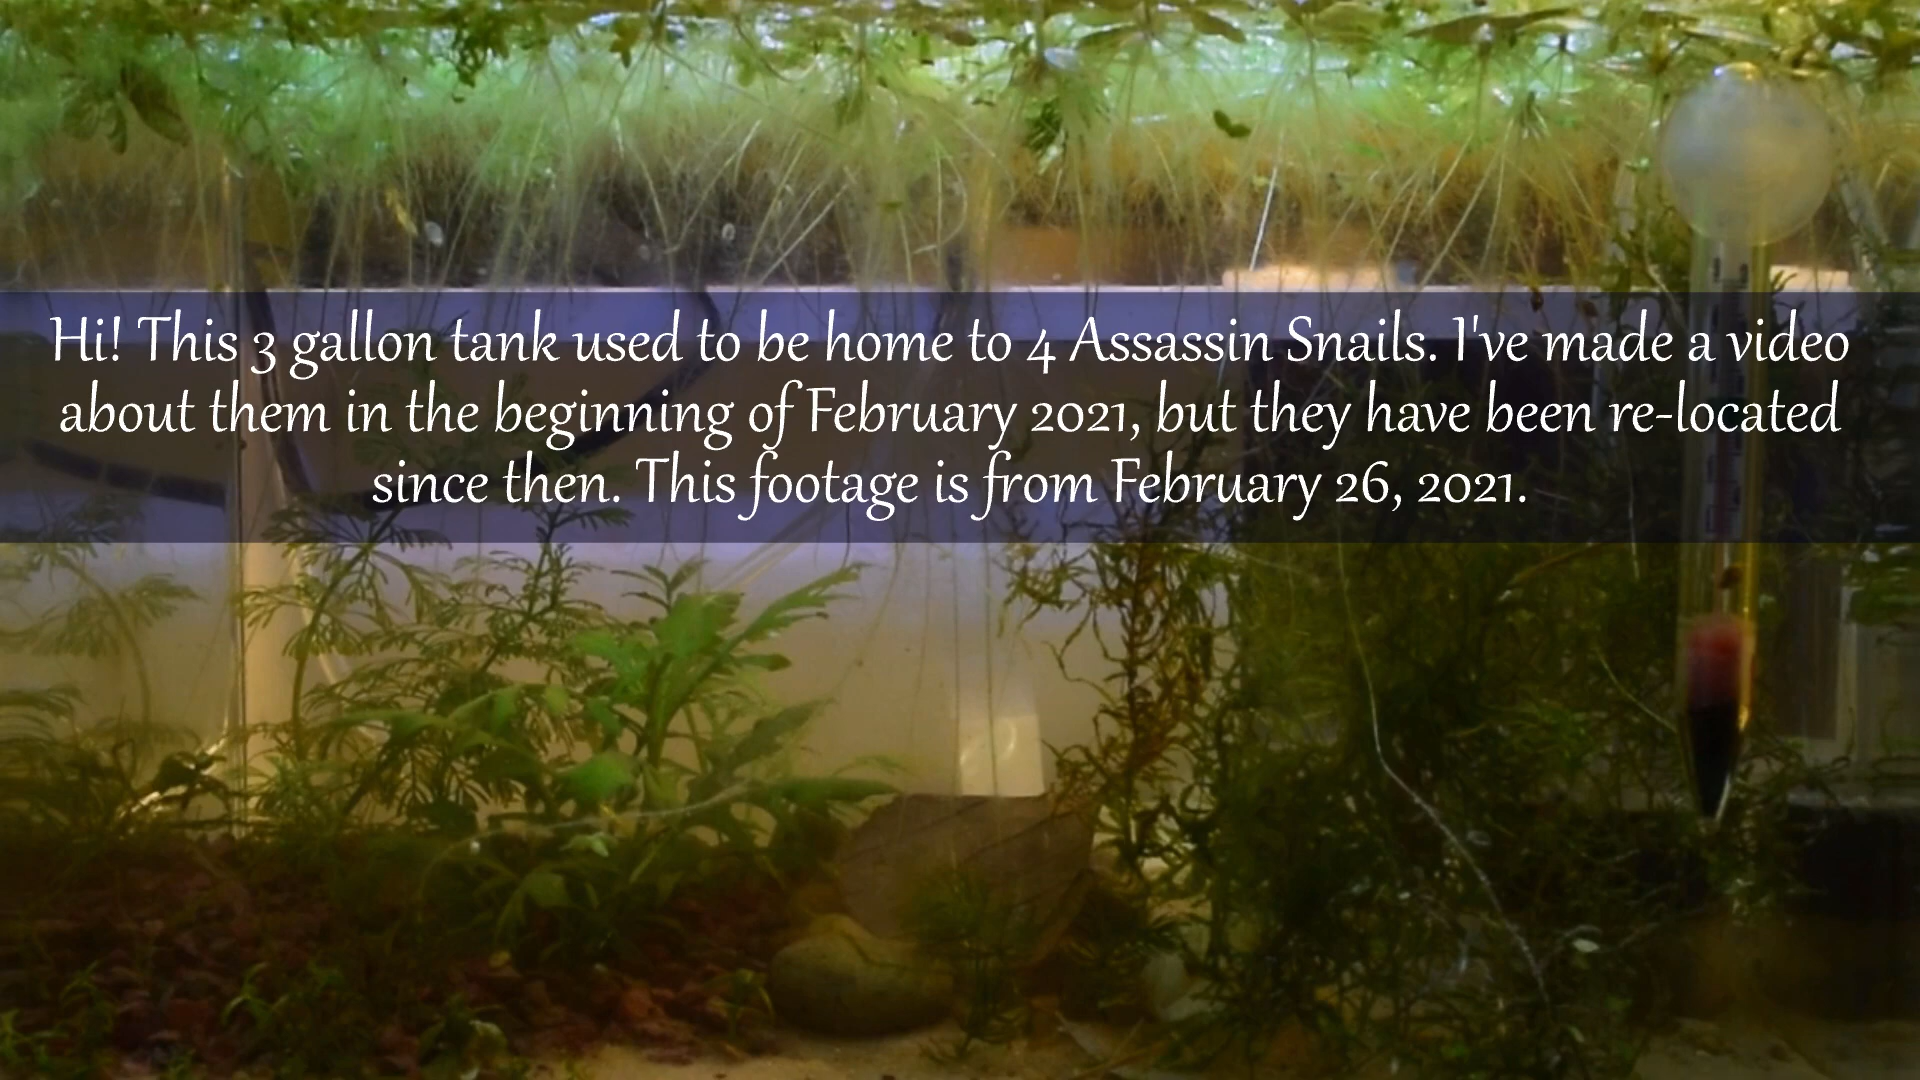 Hi! This 3 gallon tank used to be home to 4 Assassin Snails. I've made a video
about them in the beginning of February 2021, but they have been re-located
since then. This footage is from February 26, 2021.